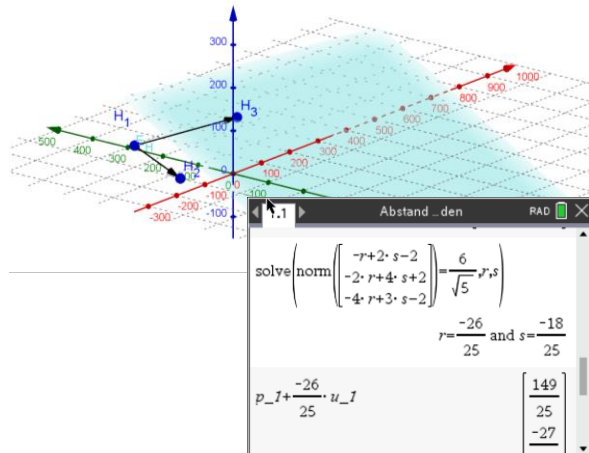 300
200
100
0
-100
1000
900
800
700
600
500
400
300
200
100
0
-100
-200
-300
500
400
300
200
100
H₁
H₂
H₃
1.1
Abstand …den
RAD
solve(norm([-r+2·s-2
-2·r+4·s+2
-4·r+3·s-2])=6/√5,r,s)
r=-26/25 and s=-18/25
p_1+-26/25·u_1
[149/25
-27